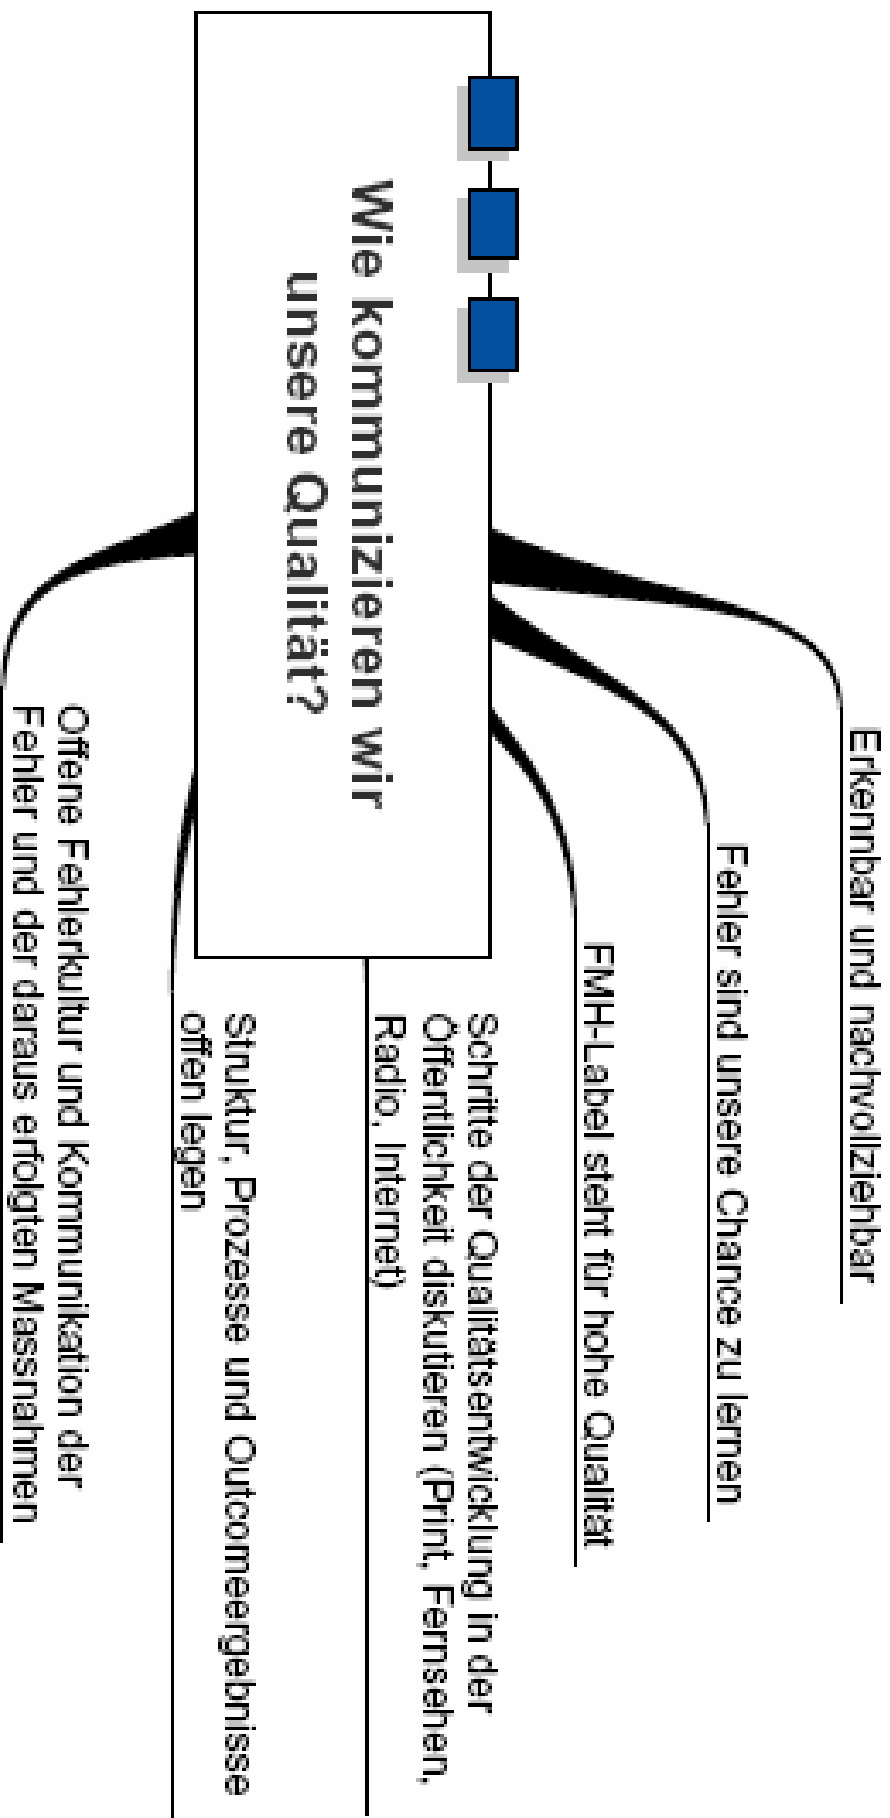 Wie kommunizieren wir
unsere Qualität?
Erkennbar und nachvollziehbar
Fehler sind unsere Chance zu lernen
FMH-Label steht für hohe Qualität
Schritte der Qualitätsentwicklung in der
Öffentlichkeit diskutieren (Print, Fernsehen,
Radio, Internet)
Struktur, Prozesse und Outcomeergebnisse
offen legen
Offene Fehlerkultur und Kommunikation der
Fehler und der daraus erfolgten Massnahmen